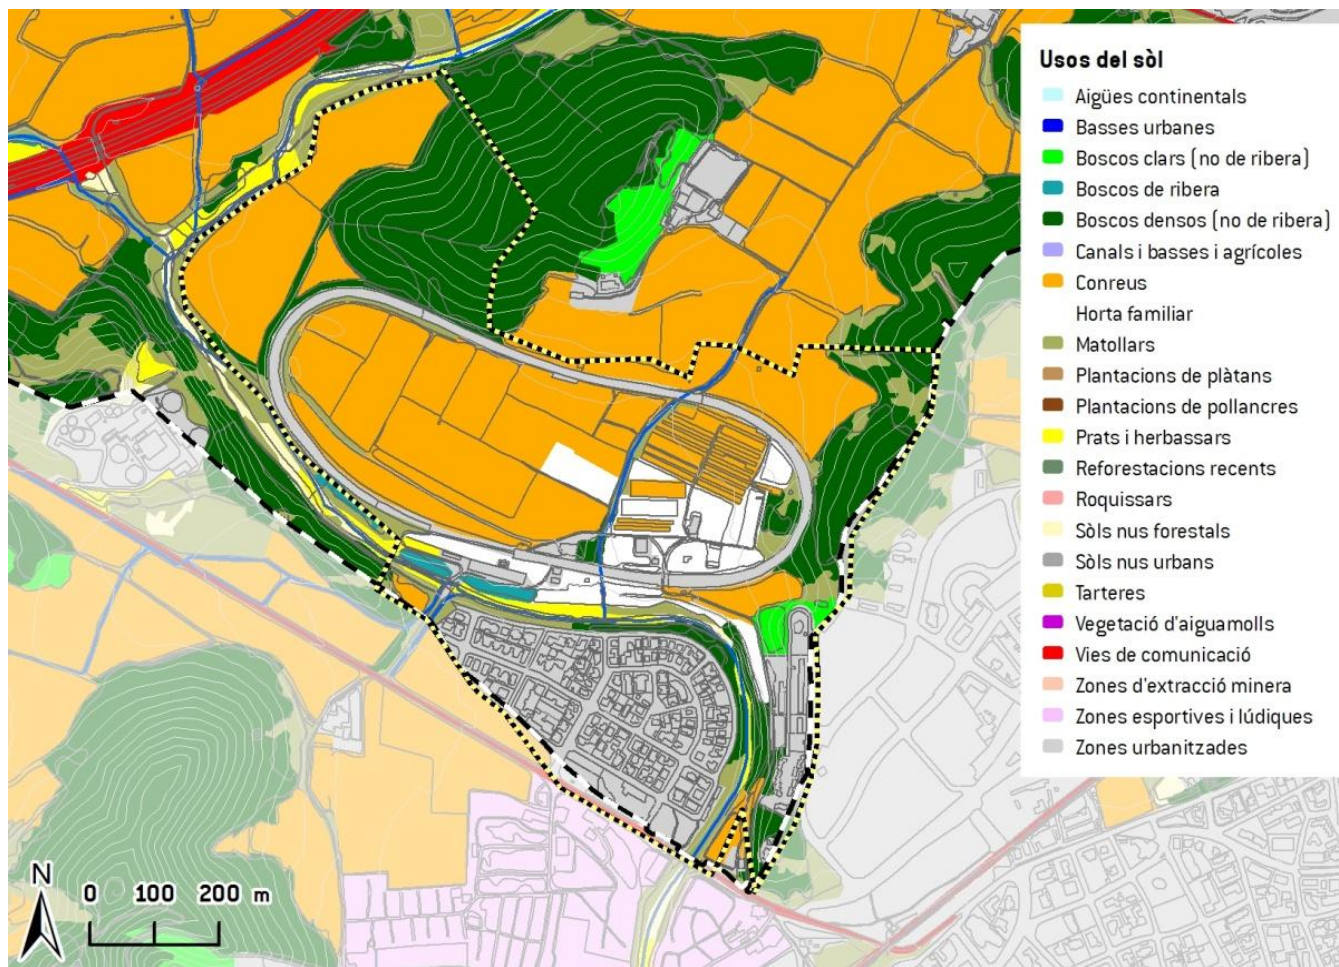 Usos del sòl
Aigües continentals
Basses urbanes
Boscos clars (no de ribera)
Boscos de ribera
Boscos densos (no de ribera)
Canals i basses i agrícoles
Conreus
Horta familiar
Matollars
Plantacions de plàtans
Plantacions de pollancres
Prats i herbassars
Reforestacions recents
Roquissars
Sòls nus forestals
Sòls nus urbans
Tarteres
Vegetació d'aiguamolls
Vies de comunicació
Zones d'extracció minera
Zones esportives i lúdiques
Zones urbanitzades
N
0 100 200 m